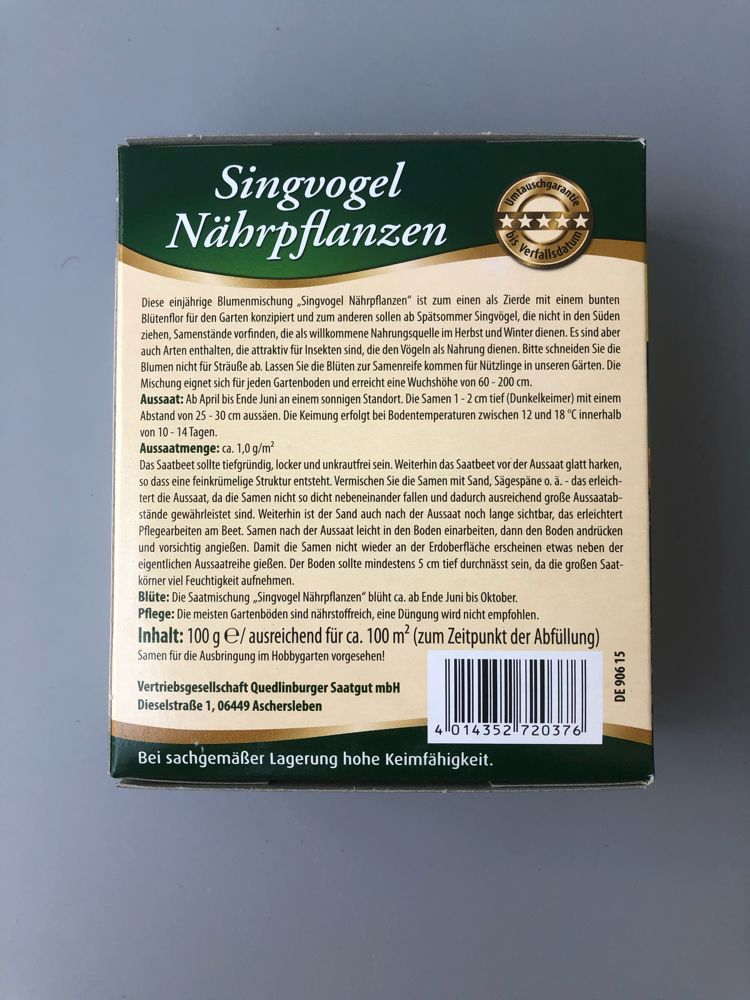 Singvogel
Nährpflanzen
Umtauschgarantie
bis Verfallsdatum
Diese einjährige Blumenmischung „Singvogel Nährpflanzen" ist zum einen als Zierde mit einem bunten
Blütenflor für den Garten konzipiert und zum anderen sollen ab Spätsommer Singvögel, die nicht in den Süden
ziehen, Samenstände vorfinden, die als willkommene Nahrungsquelle im Herbst und Winter dienen. Es sind aber
auch Arten enthalten, die attraktiv für Insekten sind, die den Vögeln als Nahrung dienen. Bitte schneiden Sie die
Blumen nicht für Sträuße ab. Lassen Sie die Blüten zur Samenreife kommen für Nützlinge in unseren Gärten. Die
Mischung eignet sich für jeden Gartenboden und erreicht eine Wuchshöhe von 60 - 200 cm.
Aussaat: Ab April bis Ende Juni an einem sonnigen Standort. Die Samen 1 - 2 cm tief (Dunkelkeimer) mit einem
Abstand von 25 - 30 cm aussäen. Die Keimung erfolgt bei Bodentemperaturen zwischen 12 und 18 °C innerhalb
von 10 - 14 Tagen.
Aussaatmenge: ca. 1,0 g/m²
Das Saatbeet sollte tiefgründig, locker und unkrautfrei sein. Weiterhin das Saatbeet vor der Aussaat glatt harken,
so dass eine feinkrümelige Struktur entsteht. Vermischen Sie die Samen mit Sand, Sägespäne o. ä. - das erleich-
tert die Aussaat, da die Samen nicht so dicht nebeneinander fallen und dadurch ausreichend große Aussaatab-
stände gewährleistet sind. Weiterhin ist der Sand auch nach der Aussaat noch lange sichtbar, das erleichtert
Pflegearbeiten am Beet. Samen nach der Aussaat leicht in den Boden einarbeiten, dann den Boden andrücken
und vorsichtig angießen. Damit die Samen nicht wieder an der Erdoberfläche erscheinen etwas neben der
eigentlichen Aussaatreihe gießen. Der Boden sollte mindestens 5 cm tief durchnässt sein, da die großen Saat-
körner viel Feuchtigkeit aufnehmen.
Blüte: Die Saatmischung „Singvogel Nährpflanzen" blüht ca. ab Ende Juni bis Oktober.
Pflege: Die meisten Gartenböden sind nährstoffreich, eine Düngung wird nicht empfohlen.
Inhalt: 100 g ℮/ ausreichend für ca. 100 m² (zum Zeitpunkt der Abfüllung)
Samen für die Ausbringung im Hobbygarten vorgesehen!
Vertriebsgesellschaft Quedlinburger Saatgut mbH
Dieselstraße 1, 06449 Aschersleben
4 014352 720376
DE 906 15
Bei sachgemäßer Lagerung hohe Keimfähigkeit.